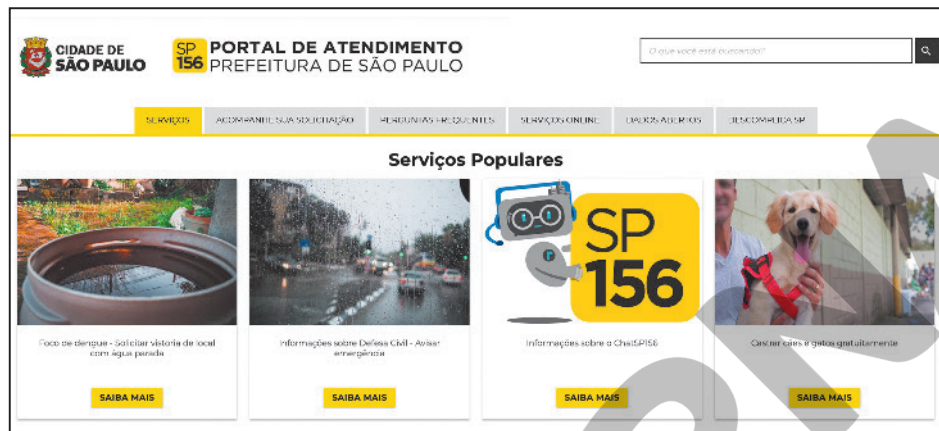 CIDADE DE
SÃO PAULO
SP
156
PORTAL DE ATENDIMENTO
PREFEITURA DE SÃO PAULO
O que você está buscando?
SERVIÇOS ACOMPANHE SUA SOLICITAÇÃO PERGUNTAS FREQUENTES SERVIÇOS ONLINE DADOS ABERTOS DESCOMPLICA SP
Serviços Populares
SP
156
Foco de dengue - Solicitar vistoria de local
com água parada
Informações sobre Defesa Civil - Avisar
emergência
Informações sobre o ChatSP156
Castrar cães e gatos gratuitamente
SAIBA MAIS SAIBA MAIS SAIBA MAIS SAIBA MAIS